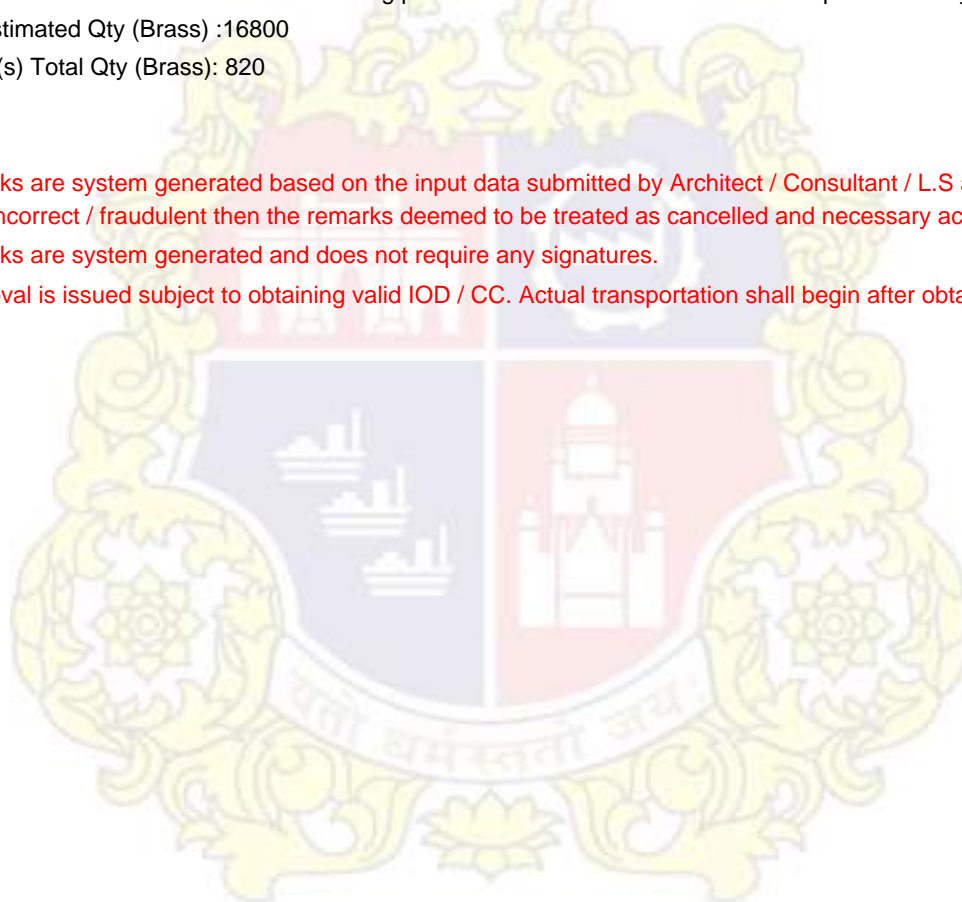 stimated Qty (Brass) :16800
(s) Total Qty (Brass): 820
ks are system generated based on the input data submitted by Architect / Consultant / L.S
ncorrect / fraudulent then the remarks deemed to be treated as cancelled and necessary ac
ks are system generated and does not require any signatures.
oval is issued subject to obtaining valid IOD / CC. Actual transportation shall begin after obta
यतो धर्मस्ततो जयः